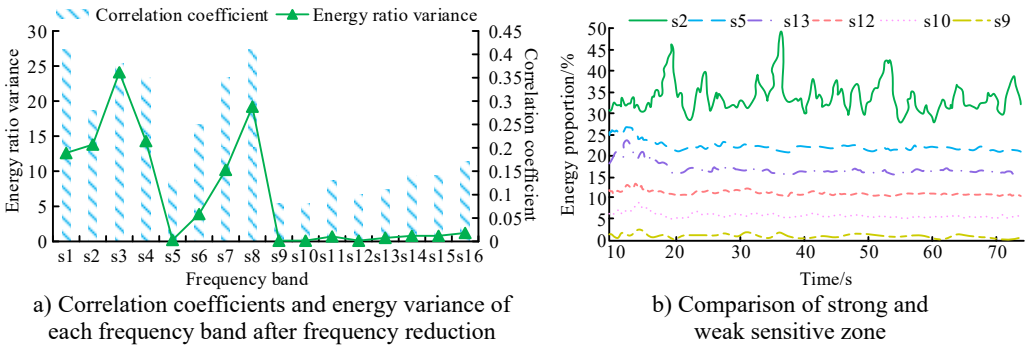 Correlation coefficient Energy ratio variance
30
25
20
15
10
5
0
Energy ratio variance
0.45
0.4
0.35
0.3
0.25
0.2
0.15
0.1
0.05
0
Correlation coefficient
s1 s2 s3 s4 s5 s6 s7 s8 s9 s10 s11 s12 s13 s14 s15 s16
Frequency band
a) Correlation coefficients and energy variance of
each frequency band after frequency reduction
s2 s5 s13 s12 s10 s9
50
45
40
35
30
25
20
15
10
5
0
Energy proportion/%
10 20 30 40 50 60 70
Time/s
b) Comparison of strong and
weak sensitive zone